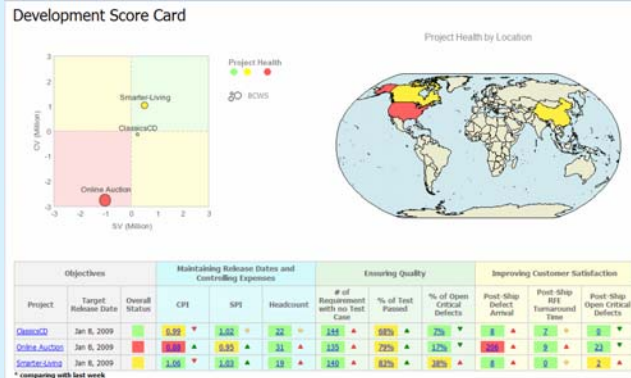 Development Score Card
Project Health by Location
Project Health
BCWS
3
2
1
0
-1
-2
-3
CV (Million)
Smarter-Living
ClassicsCD
Online Auction
-3 -2 -1 0 1 2 3
SV (Million)
Objectives Maintaining Release Dates and Controlling Expenses Ensuring Quality Improving Customer Satisfaction
Project Target Release Date Overall Status CPI SPI Headcount # of Requirement with no Test Case % of Test Passed % of Open Critical Defects Post-Ship Defect Arrival Post-Ship RFE Turnaround Time Post-Ship Open Critical Defects
ClassicsCD Jan 8, 2009 0.99 1.02 22 144 68% 7% 8 7 0
Online Auction Jan 8, 2009 0.95 31 135 79% 17% 206 9 23
Smarter-Living Jan 8, 2009 1.06 1.03 19 140 82% 38% 4 0 2
* comparing with last week